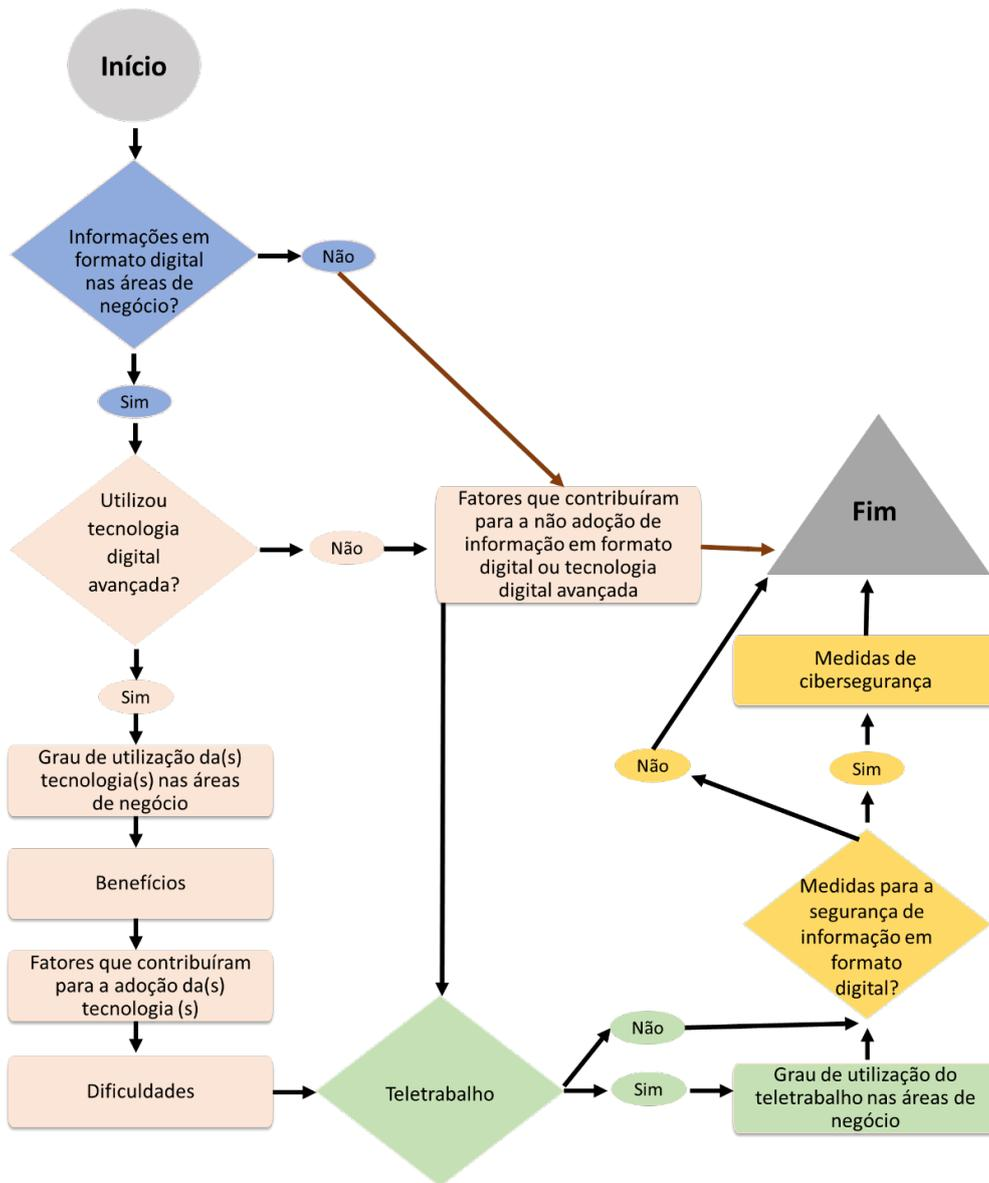 Início
Informações em
formato digital
nas áreas de
negócio?
Não
Sim
Utilizou
tecnologia
digital
avançada?
Não
Fatores que contribuíram
para a não adoção de
informação em formato
digital ou tecnologia
digital avançada
Fim
Sim
Grau de utilização da(s)
tecnologia(s) nas áreas
de negócio
Benefícios
Fatores que contribuíram
para a adoção da(s)
tecnologia (s)
Dificuldades
Teletrabalho
Não
Sim
Grau de utilização do
teletrabalho nas áreas de
negócio
Medidas para a
segurança de
informação em
formato
digital?
Não
Sim
Medidas de
cibersegurança